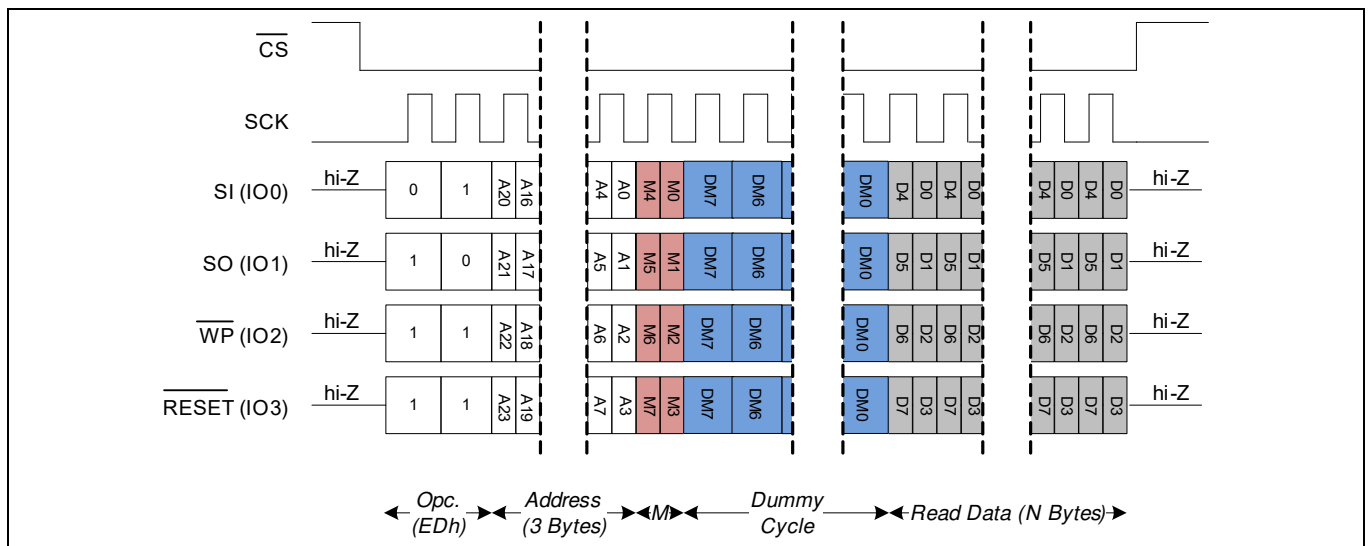 CS
SCK
SI (IO0) hi-Z 0 1 A20 A16 A4 A0 M4 M0 DM7 DM6 DM0 D4 D0 D4 D0 D4 D0 D4 D0 hi-Z
SO (IO1) hi-Z 1 0 A21 A17 A5 A1 M5 M1 DM7 DM6 DM0 D5 D1 D5 D1 D5 D1 D5 D1 hi-Z
WP (IO2) hi-Z 1 1 A22 A18 A6 A2 M6 M2 DM7 DM6 DM0 D6 D2 D6 D2 D6 D2 D6 D2 hi-Z
RESET (IO3) hi-Z 1 1 A23 A19 A7 A3 M7 M3 DM7 DM6 DM0 D7 D3 D7 D3 D7 D3 D7 D3 hi-Z
Opc. Address Dummy
(EDh) (3 Bytes) M Cycle Read Data (N Bytes)